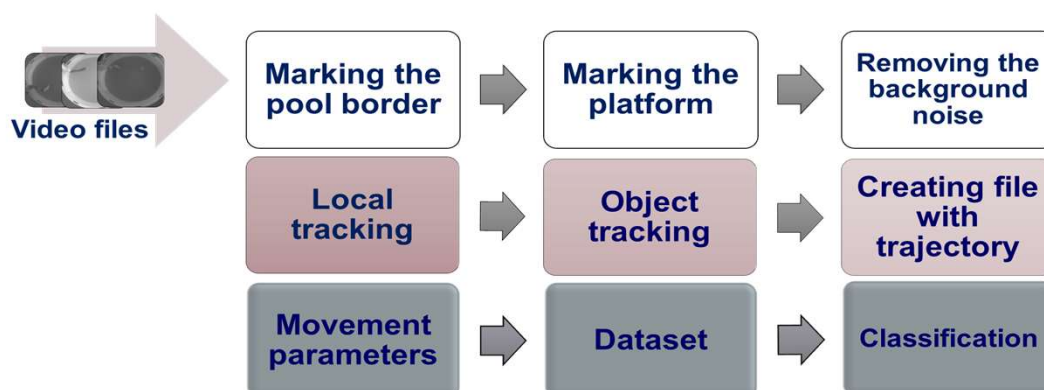 Video files
Marking the
pool border
Marking the
platform
Removing the
background
noise
Local
tracking
Object
tracking
Creating file
with
trajectory
Movement
parameters
Dataset
Classification